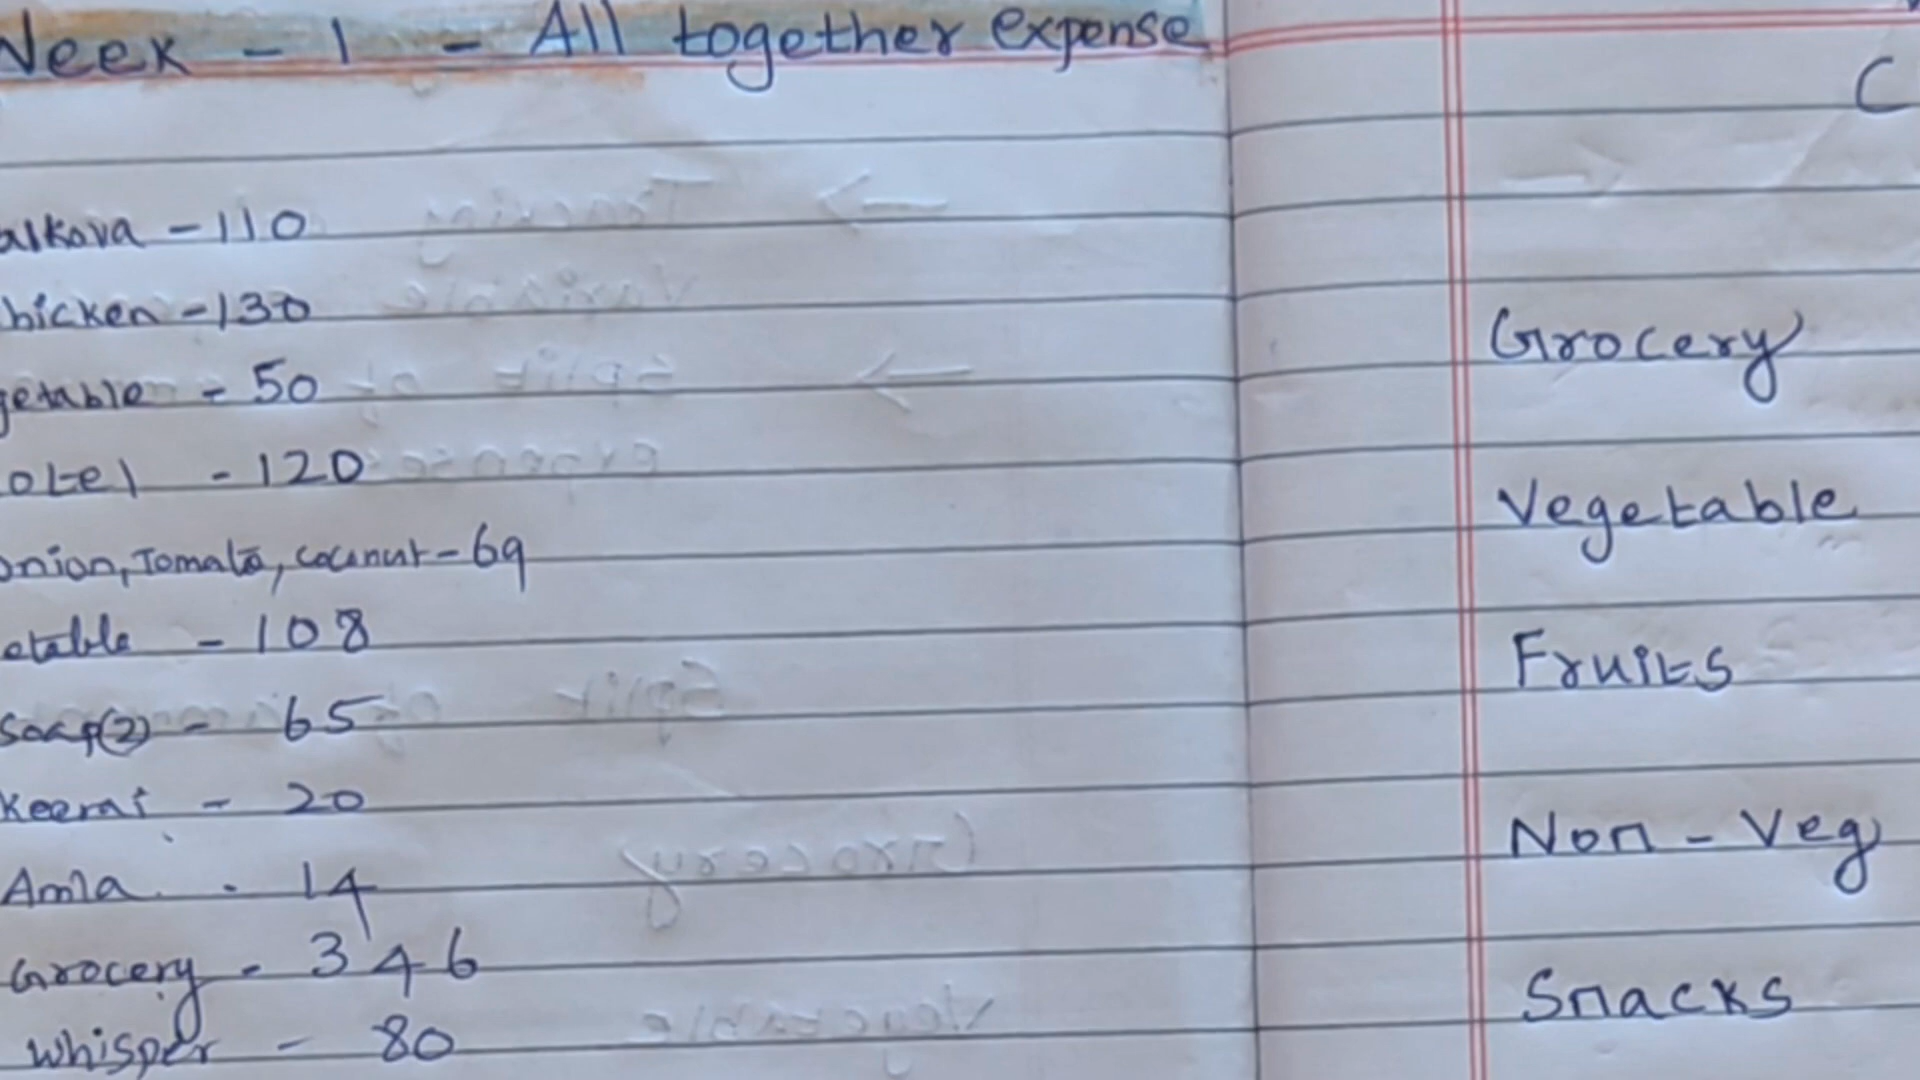 Week - 1 - All together expense
alkova - 110
hicken - 130
getable - 50
otel - 120
onion, Tomato, coconut - 69
etable - 108
Soap(2) - 65
Keerai - 20
Amla - 14
Grocery - 346
Whisper - 80
C
Grocery
Vegetable
Fruits
Non - Veg
Snacks